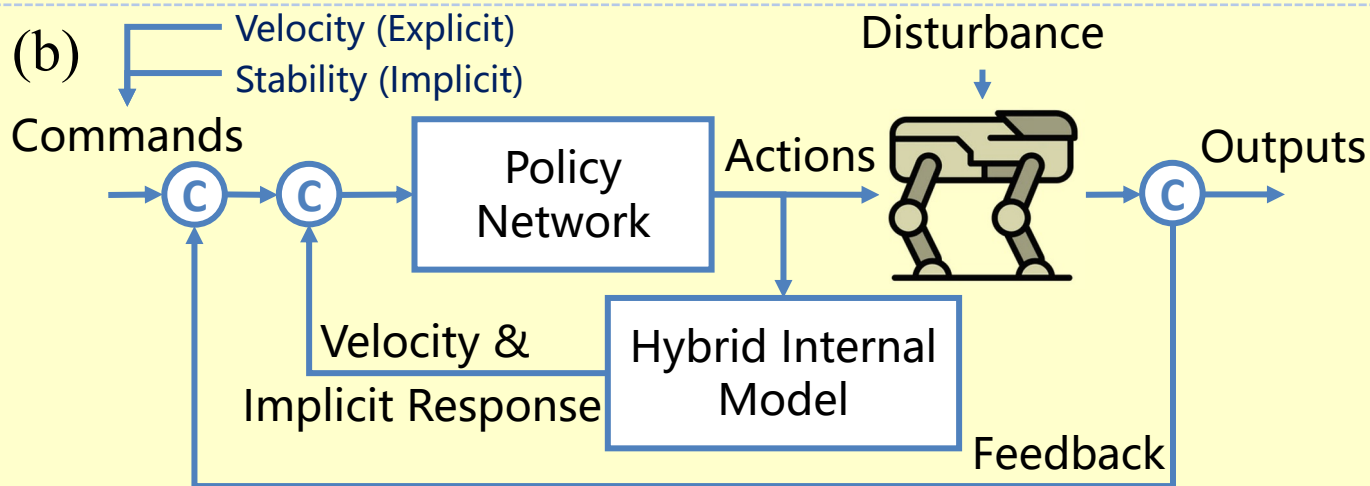 (b)
Velocity (Explicit)
Stability (Implicit)
Disturbance
Commands
C
C
Policy
Network
Actions
C
Outputs
Velocity &
Implicit Response
Hybrid Internal
Model
Feedback